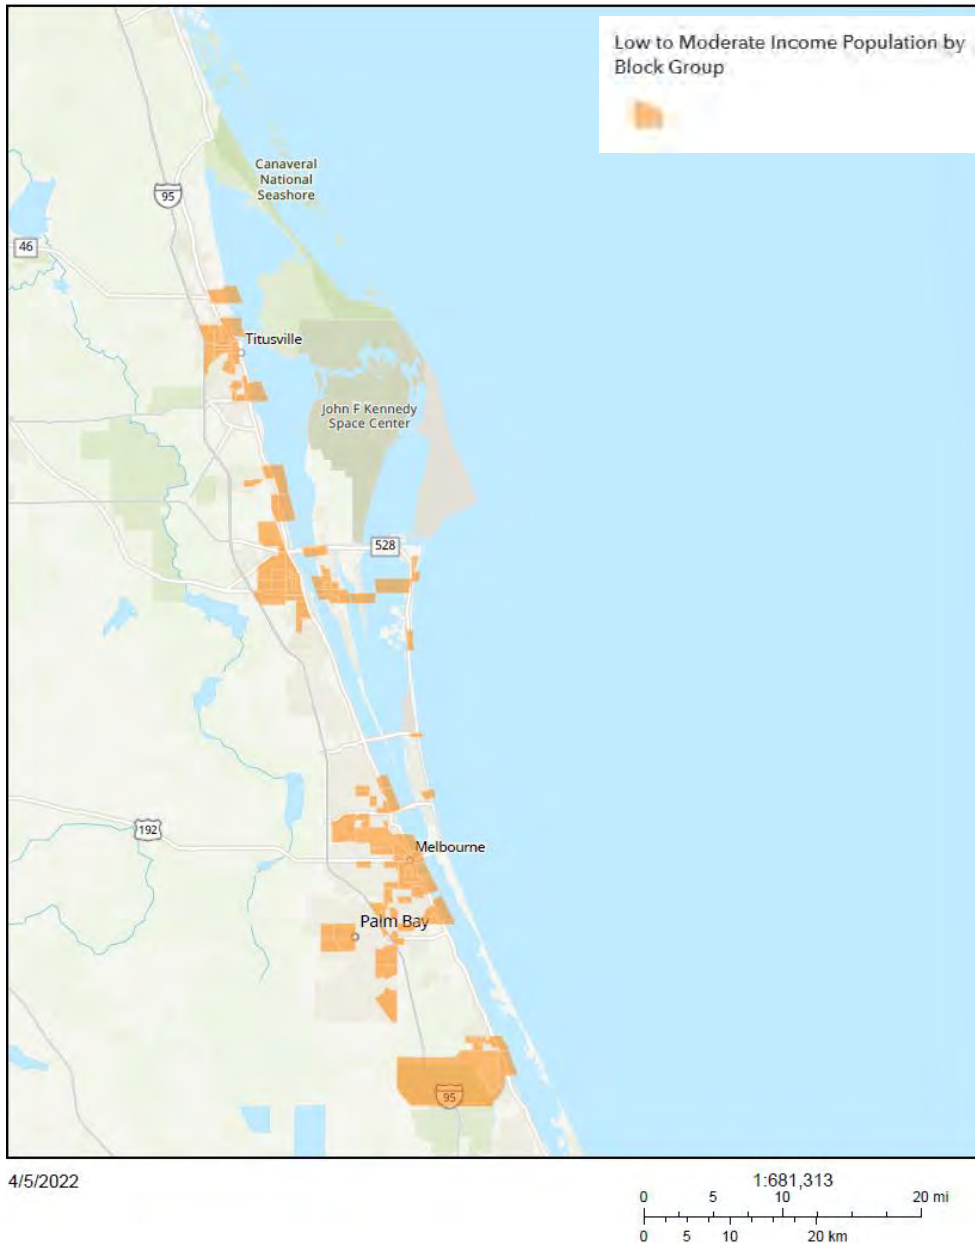 Low to Moderate Income Population by
Block Group
Canaveral
National
Seashore
95
46
Titusville
John F Kennedy
Space Center
528
192
Melbourne
Palm Bay
95
4/5/2022
1:681,313
0 5 10 20 mi
0 5 10 20 km